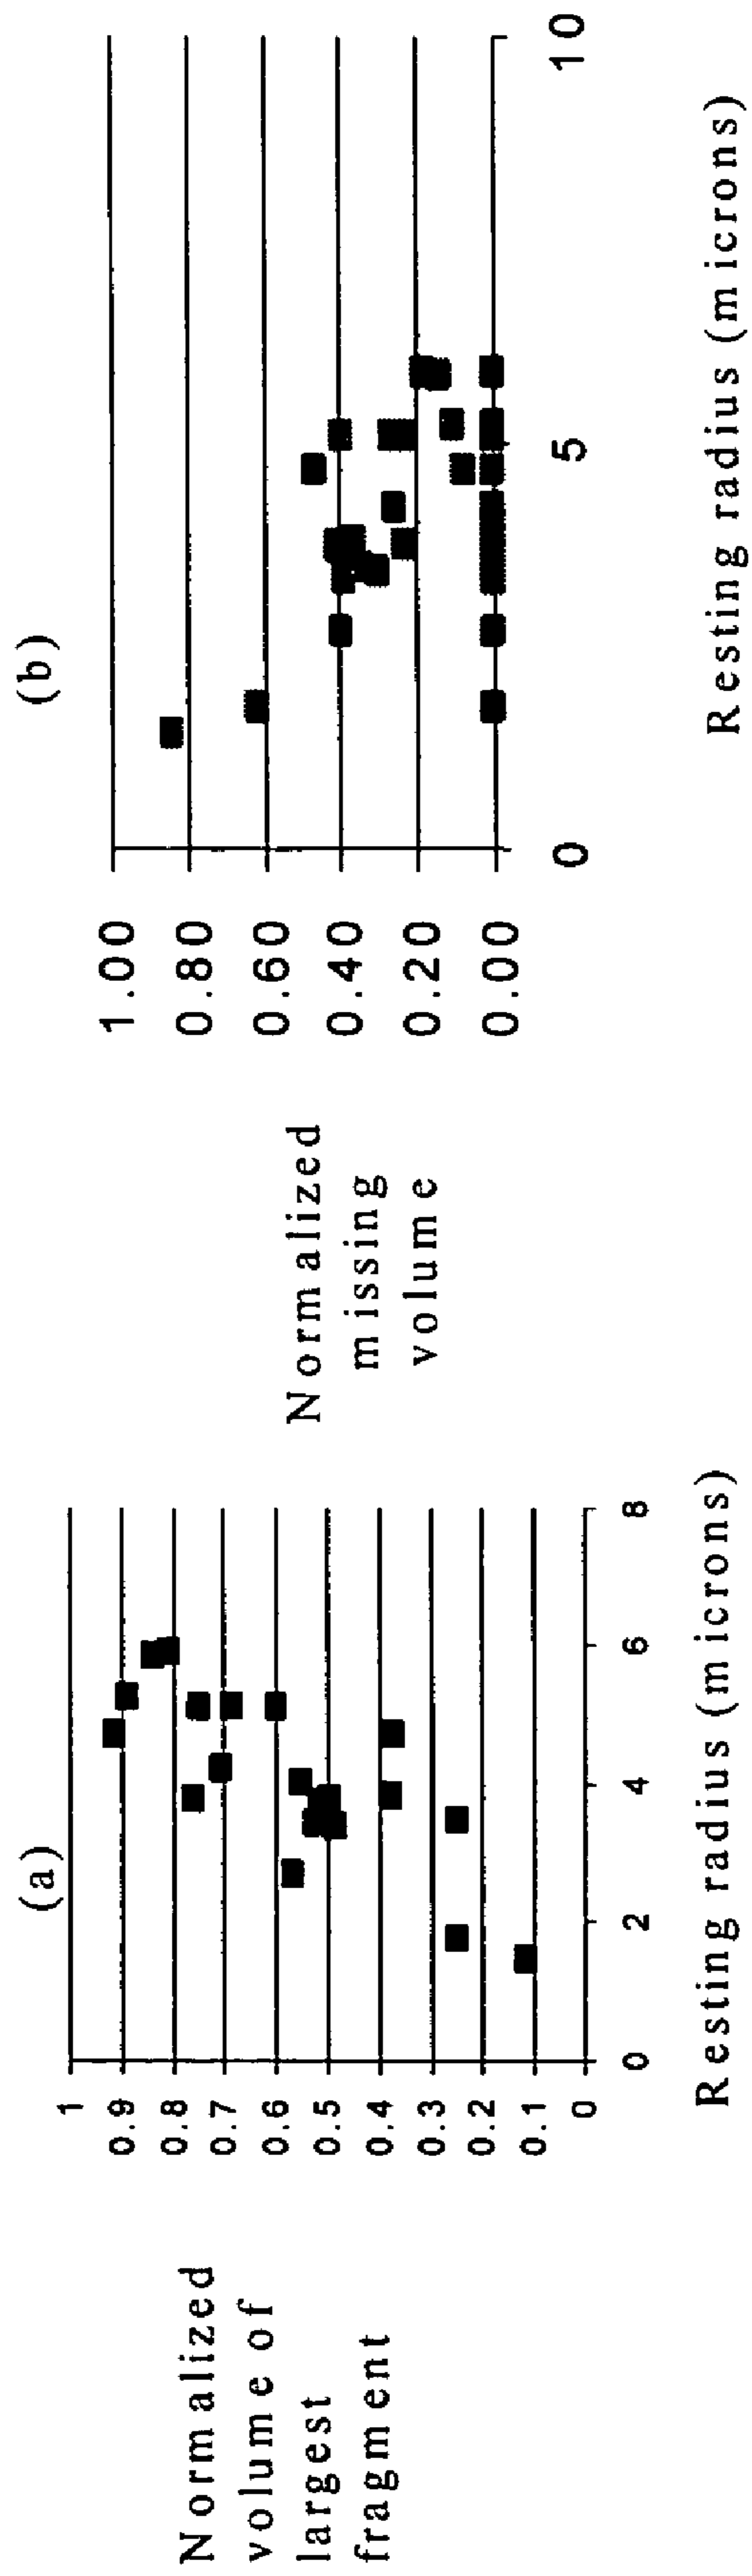 (a)
Normalized
volume of
largest
fragment
1
0.9
0.8
0.7
0.6
0.5
0.4
0.3
0.2
0.1
0
0 2 4 6 8
Resting radius (microns)
(b)
Normalized
missing
volume
1.00
0.80
0.60
0.40
0.20
0.00
0 5 10
Resting radius (microns)